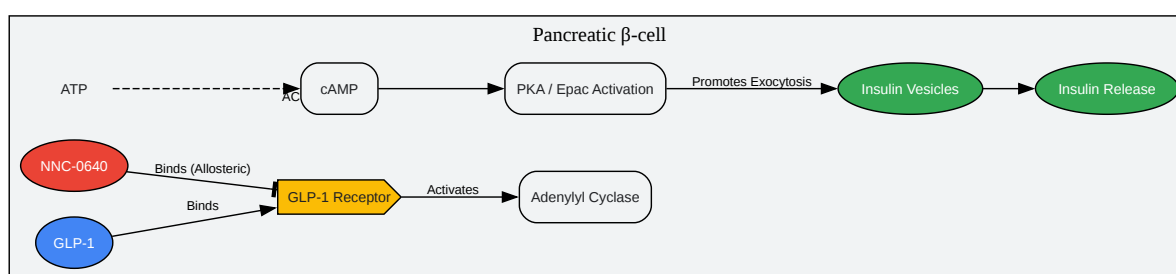 Pancreatic β-cell
ATP
AC
cAMP
PKA / Epac Activation
Promotes Exocytosis
Insulin Vesicles
Insulin Release
NNC-0640
Binds (Allosteric)
GLP-1 Receptor
Activates
Adenylyl Cyclase
Binds
GLP-1